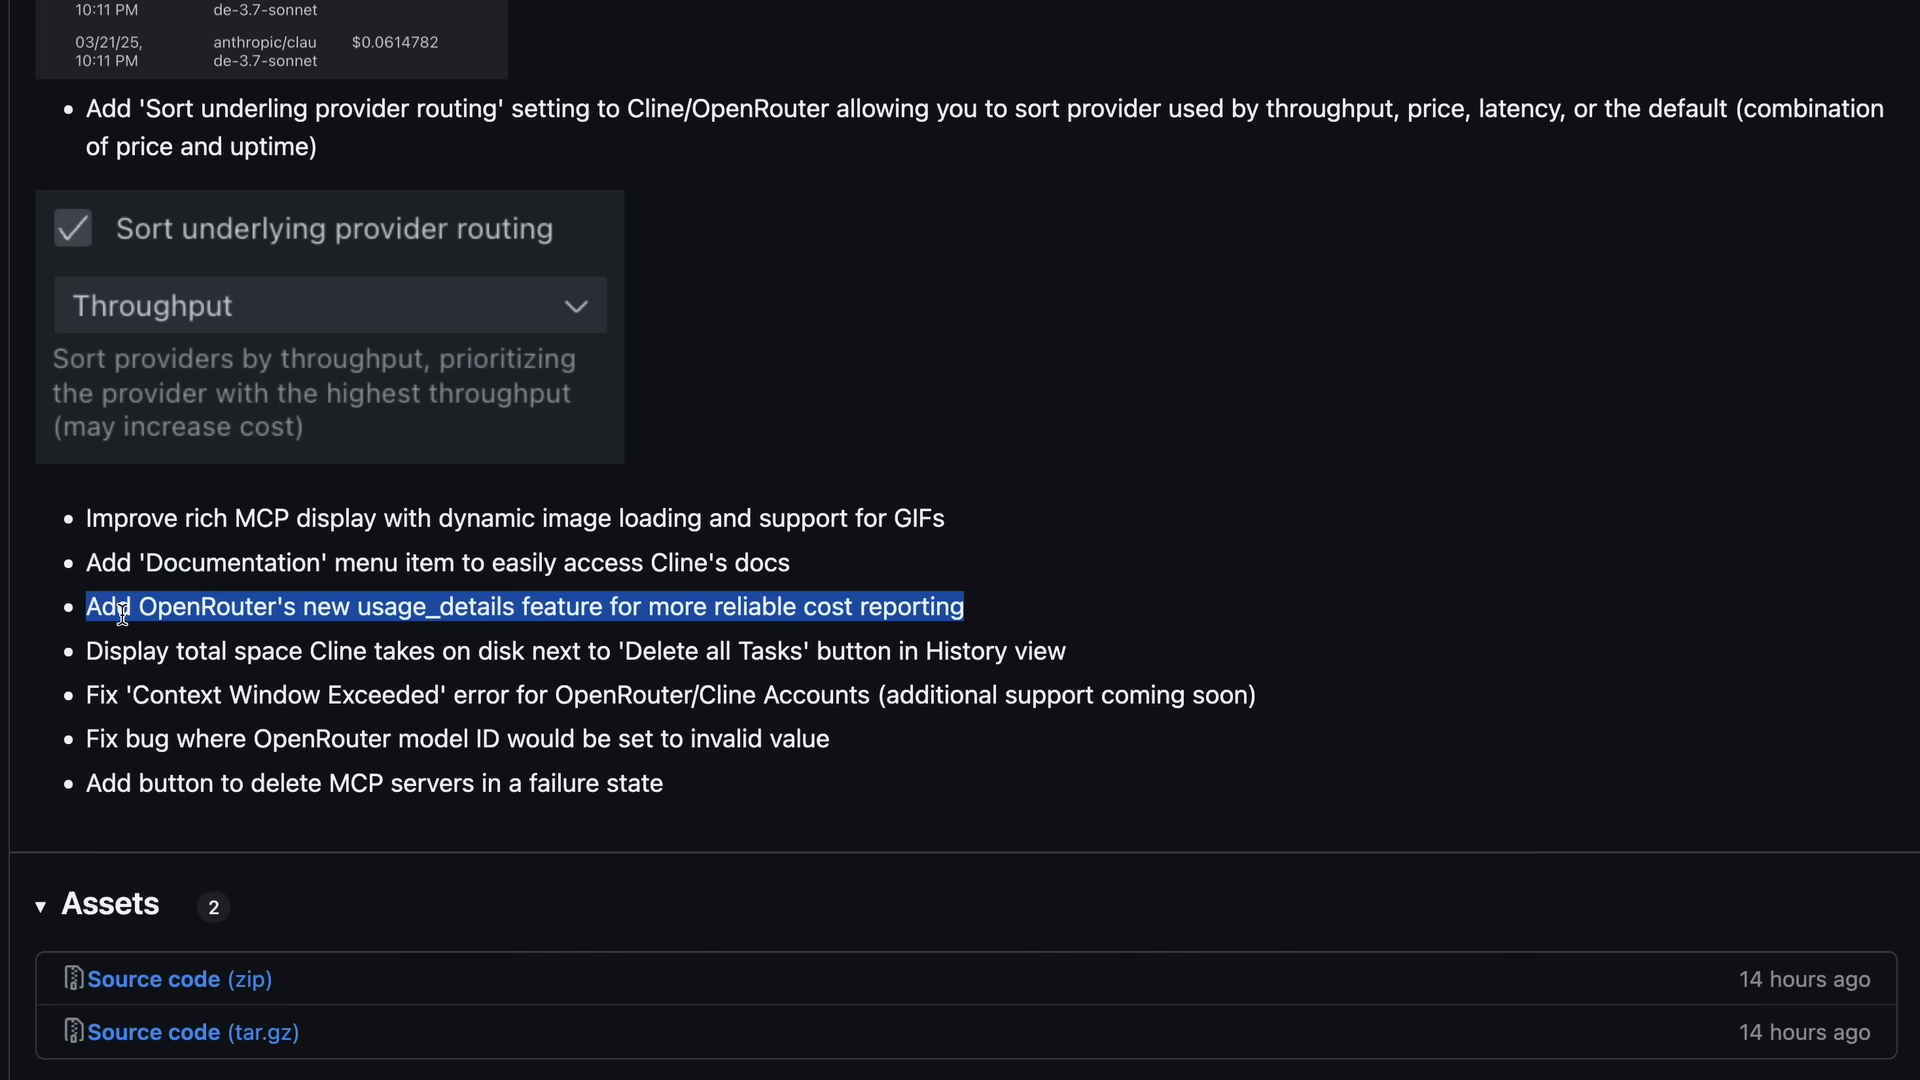 10:11 PM de-3.7-sonnet
03/21/25, anthropic/clau $0.0614782
10:11 PM de-3.7-sonnet
• Add 'Sort underling provider routing' setting to Cline/OpenRouter allowing you to sort provider used by throughput, price, latency, or the default (combination
of price and uptime)
Sort underlying provider routing
Throughput
Sort providers by throughput, prioritizing
the provider with the highest throughput
(may increase cost)
• Improve rich MCP display with dynamic image loading and support for GIFs
• Add 'Documentation' menu item to easily access Cline's docs
• Add OpenRouter's new usage_details feature for more reliable cost reporting
• Display total space Cline takes on disk next to 'Delete all Tasks' button in History view
• Fix 'Context Window Exceeded' error for OpenRouter/Cline Accounts (additional support coming soon)
• Fix bug where OpenRouter model ID would be set to invalid value
• Add button to delete MCP servers in a failure state
Assets 2
Source code (zip) 14 hours ago
Source code (tar.gz) 14 hours ago